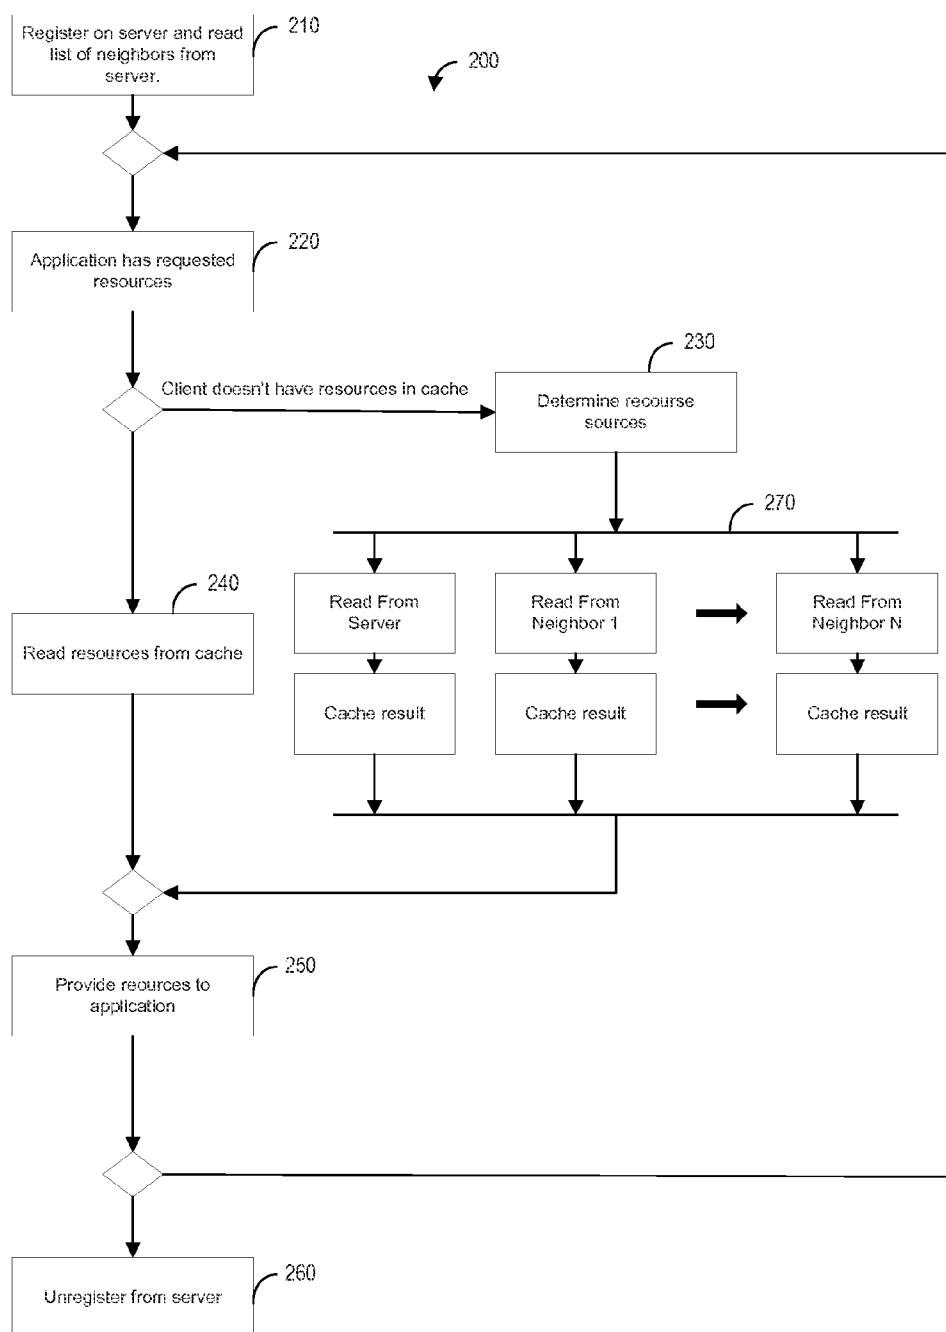 Register on server and read
list of neighbors from
server.
210
200
Application has requested
resources
220
Client doesn't have resources in cache
230
Determine recourse
sources
270
240
Read resources from cache
Read From
Server
Read From
Neighbor 1
Read From
Neighbor N
Cache result
Cache result
Cache result
250
Provide reources to
application
260
Unregister from server